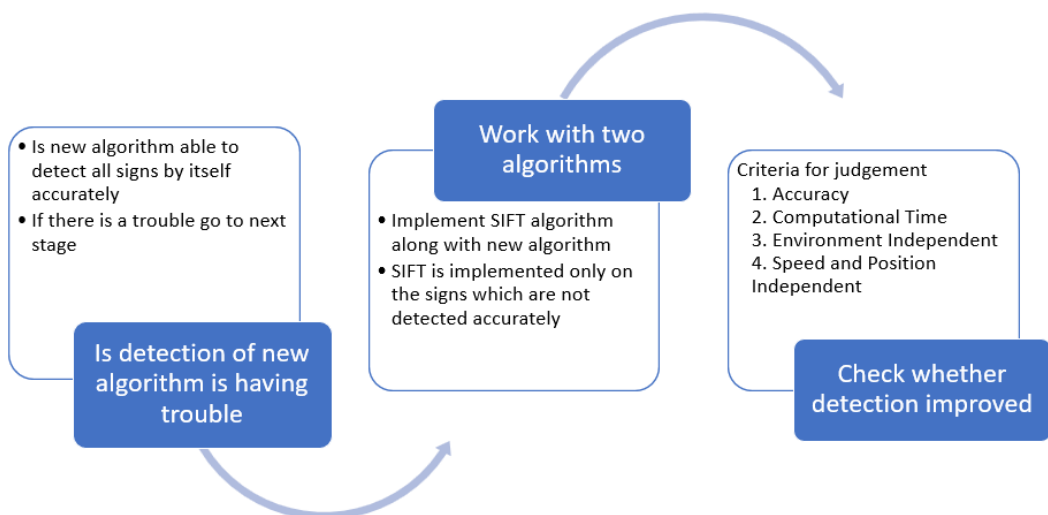 • Is new algorithm able to
detect all signs by itself
accurately
• If there is a trouble go to next
stage
Is detection of new
algorithm is having
trouble
Work with two
algorithms
• Implement SIFT algorithm
along with new algorithm
• SIFT is implemented only on
the signs which are not
detected accurately
Criteria for judgement
1. Accuracy
2. Computational Time
3. Environment Independent
4. Speed and Position
Independent
Check whether
detection improved